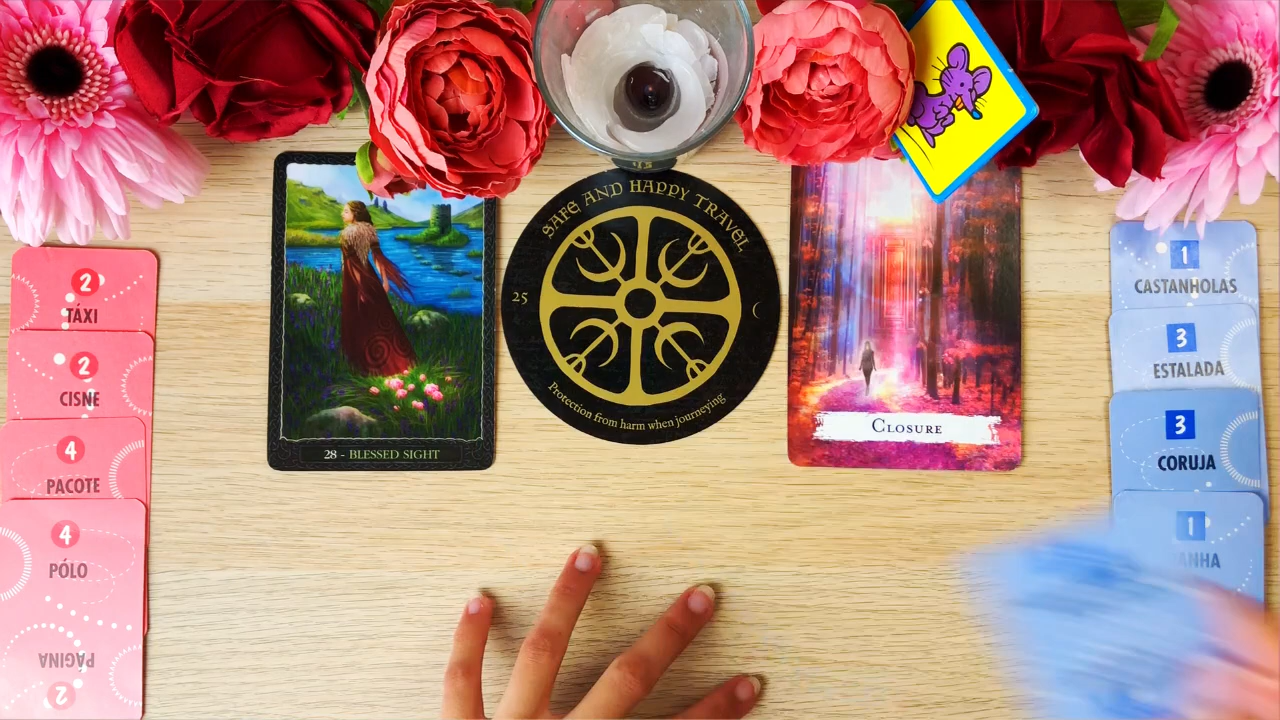 2
TÁXI
2
CISNE
4
PACOTE
4
PÓLO
PAGINA
2
28 - BLESSED SIGHT
SAFE AND HAPPY TRAVEL
25
Protection from harm when journeying
CLOSURE
1
CASTANHOLAS
3
ESTALADA
3
CORUJA
1